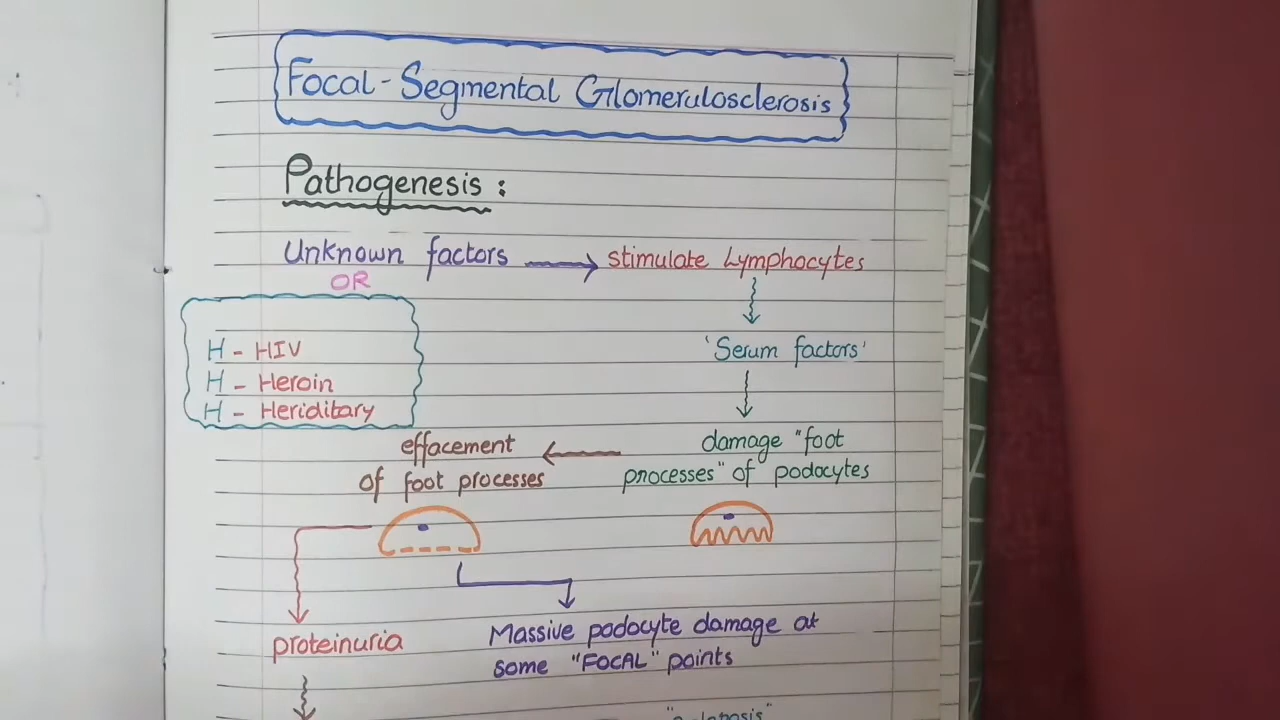 Focal-Segmental Glomerulosclerosis
Pathogenesis:
Unknown factors → stimulate Lymphocytes
OR
H - HIV
H - Heroin
H - Heriditary
'Serum factors'
damage "foot
processes" of podocytes
effacement
of foot processes
proteinuria
Massive podocyte damage at
some "FOCAL" points